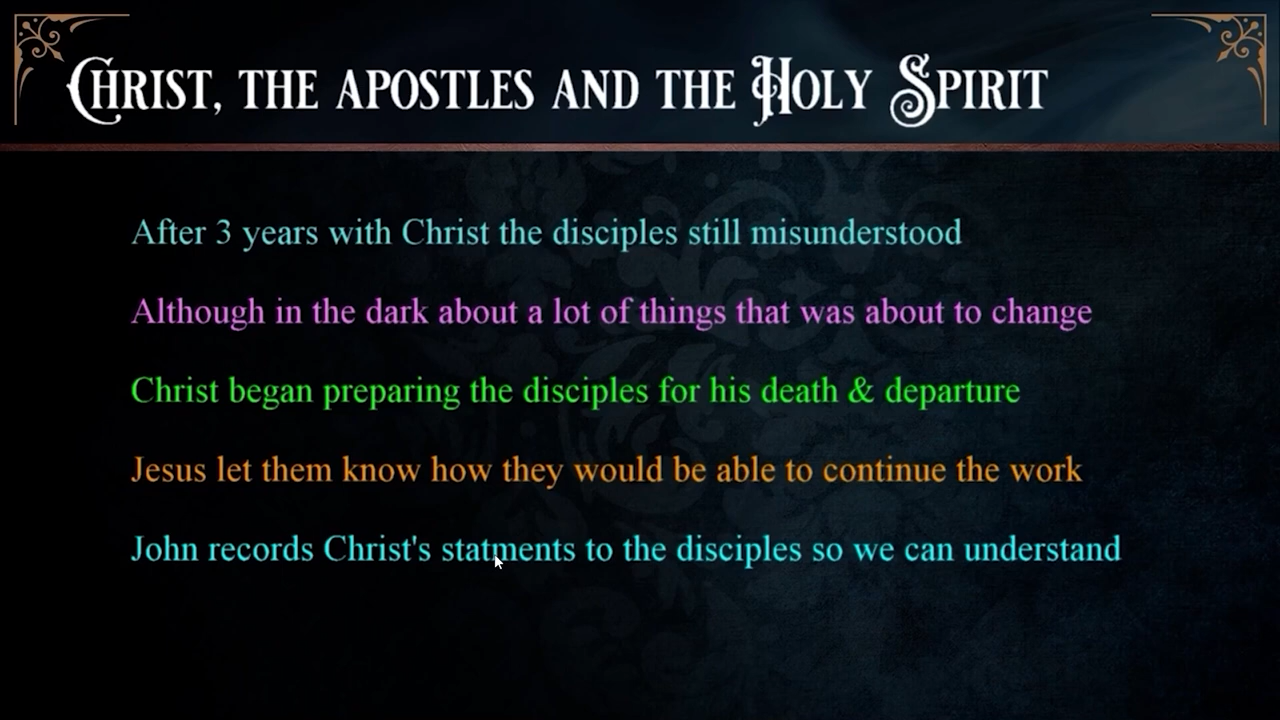 Christ, the apostles and the Holy Spirit
After 3 years with Christ the disciples still misunderstood
Although in the dark about a lot of things that was about to change
Christ began preparing the disciples for his death & departure
Jesus let them know how they would be able to continue the work
John records Christ's statments to the disciples so we can understand